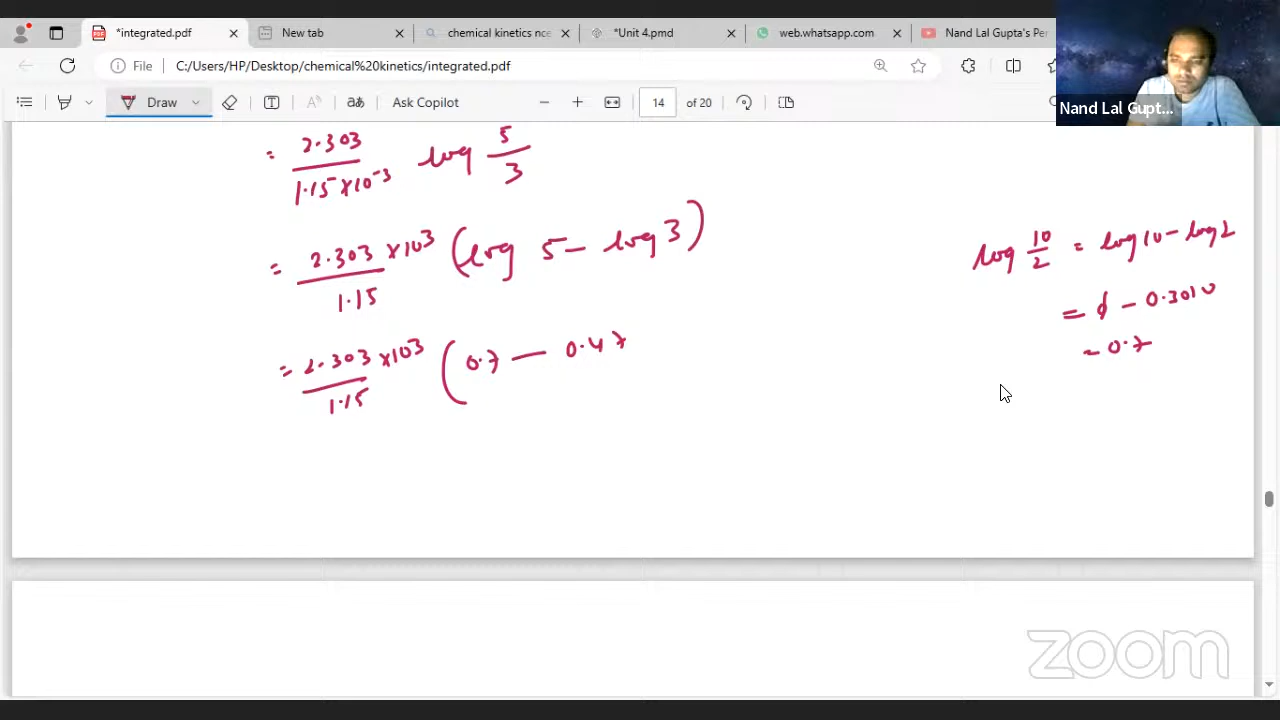 *integrated.pdf
New tab
chemical kinetics nce
*Unit 4.pmd
web.whatsapp.com
Nand Lal Gupta's Per
File
C:/Users/HP/Desktop/chemical%20kinetics/integrated.pdf
Draw
aあ
Ask Copilot
14 of 20
Nand Lal Gupt...
= 2.303 / 1.15×10⁻³ log 5/3
= 2.303 ×10³ / 1.15 (log 5 - log 3)
= 2.303 ×10³ / 1.15 (0.7 - 0.47
log 10/2 = log 10 - log 2
= 1 - 0.3010
= 0.7
zoom